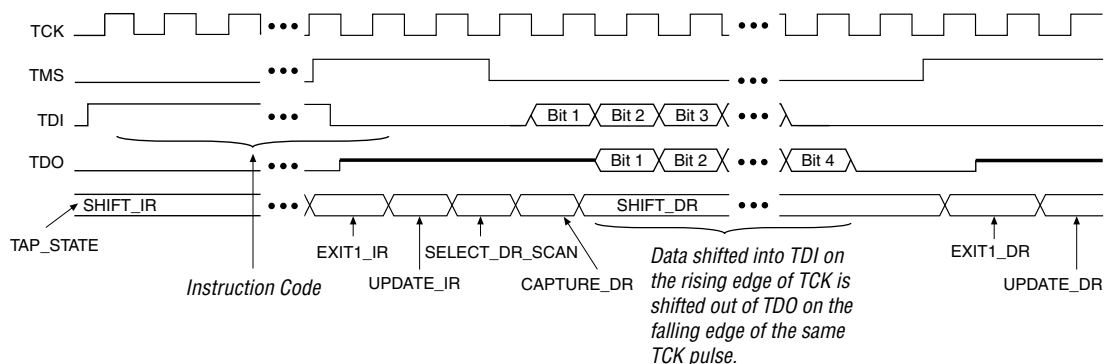 TCK
•••
•••
TMS
•••
•••
TDI
•••
Bit 1
Bit 2
Bit 3
•••
TDO
•••
Bit 1
Bit 2
•••
Bit 4
SHIFT_IR
•••
SHIFT_DR
•••
TAP_STATE
EXIT1_IR
SELECT_DR_SCAN
EXIT1_DR
Instruction Code
UPDATE_IR
CAPTURE_DR
UPDATE_DR
Data shifted into TDI on
the rising edge of TCK is
shifted out of TDO on the
falling edge of the same
TCK pulse.